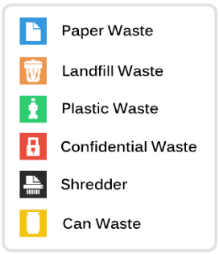 Paper Waste
Landfill Waste
Plastic Waste
Confidential Waste
Shredder
Can Waste